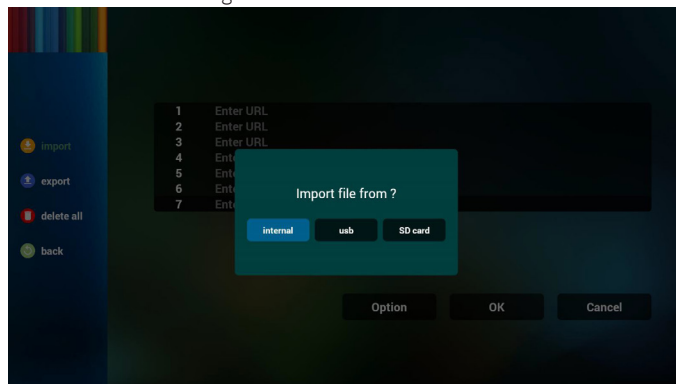 1 Enter URL
2 Enter URL
3 Enter URL
4 Ente
5 Ente
6 Ente
7 Ente
import
export
delete all
back
Import file from ?
internal usb SD card
Option OK Cancel